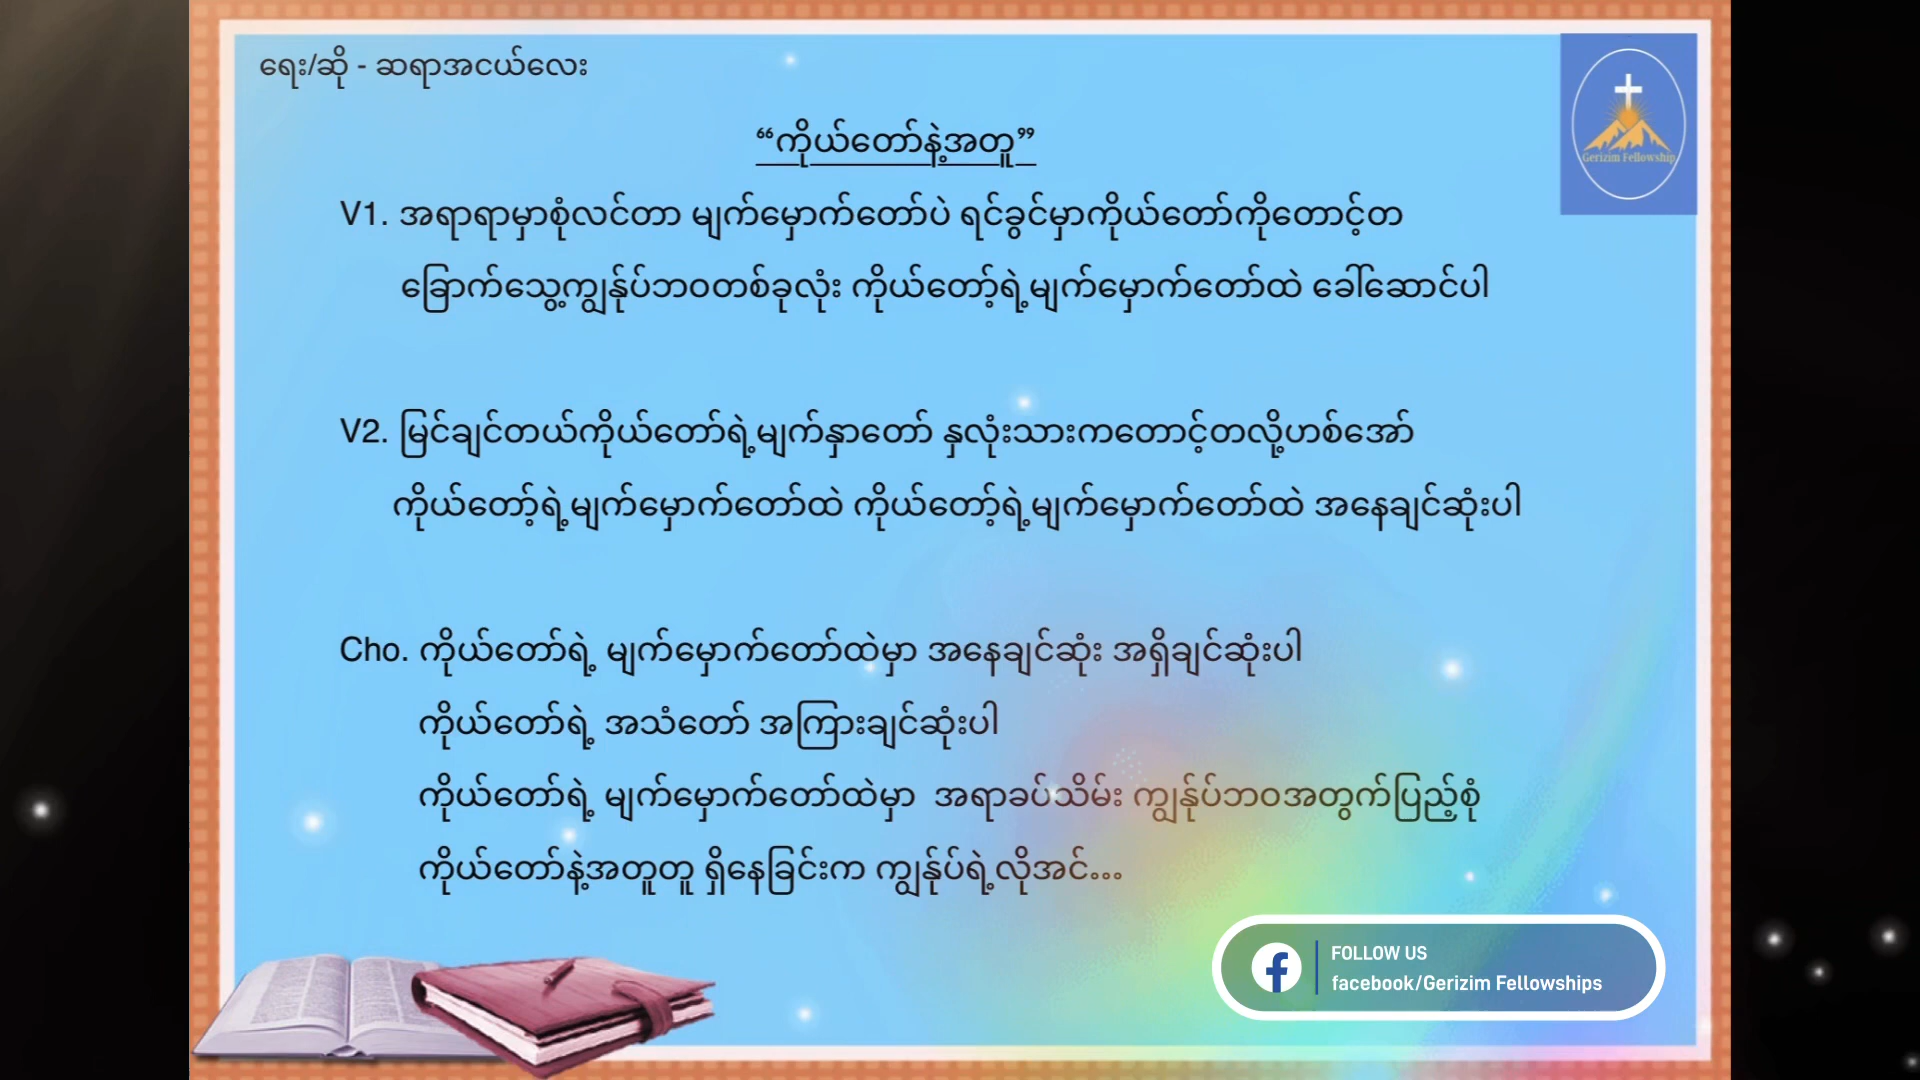 ရေး/ဆို - ဆရာအငယ်လေး
“ကိုယ်တော်နဲ့အတူ”
Gerizim Fellowship
V1. အရာရာမှာစုံလင်တာ မျက်မှောက်တော်ပဲ ရင်ခွင်မှာကိုယ်တော်ကိုတောင့်တ
ခြောက်သွေ့ကျွန်ုပ်ဘဝတစ်ခုလုံး ကိုယ်တော့်ရဲ့မျက်မှောက်တော်ထဲ ခေါ်ဆောင်ပါ
V2. မြင်ချင်တယ်ကိုယ်တော်ရဲ့မျက်နှာတော် နှလုံးသားကတောင့်တလို့ဟစ်အော်
ကိုယ်တော့်ရဲ့မျက်မှောက်တော်ထဲ ကိုယ်တော့်ရဲ့မျက်မှောက်တော်ထဲ အနေချင်ဆုံးပါ
Cho. ကိုယ်တော်ရဲ့ မျက်မှောက်တော်ထဲမှာ အနေချင်ဆုံး အရှိချင်ဆုံးပါ
ကိုယ်တော်ရဲ့ အသံတော် အကြားချင်ဆုံးပါ
ကိုယ်တော်ရဲ့ မျက်မှောက်တော်ထဲမှာ အရာခပ်သိမ်း ကျွန်ုပ်ဘဝအတွက်ပြည့်စုံ
ကိုယ်တော်နဲ့အတူတူ ရှိနေခြင်းက ကျွန်ုပ်ရဲ့လိုအင်...
FOLLOW US
facebook/Gerizim Fellowships